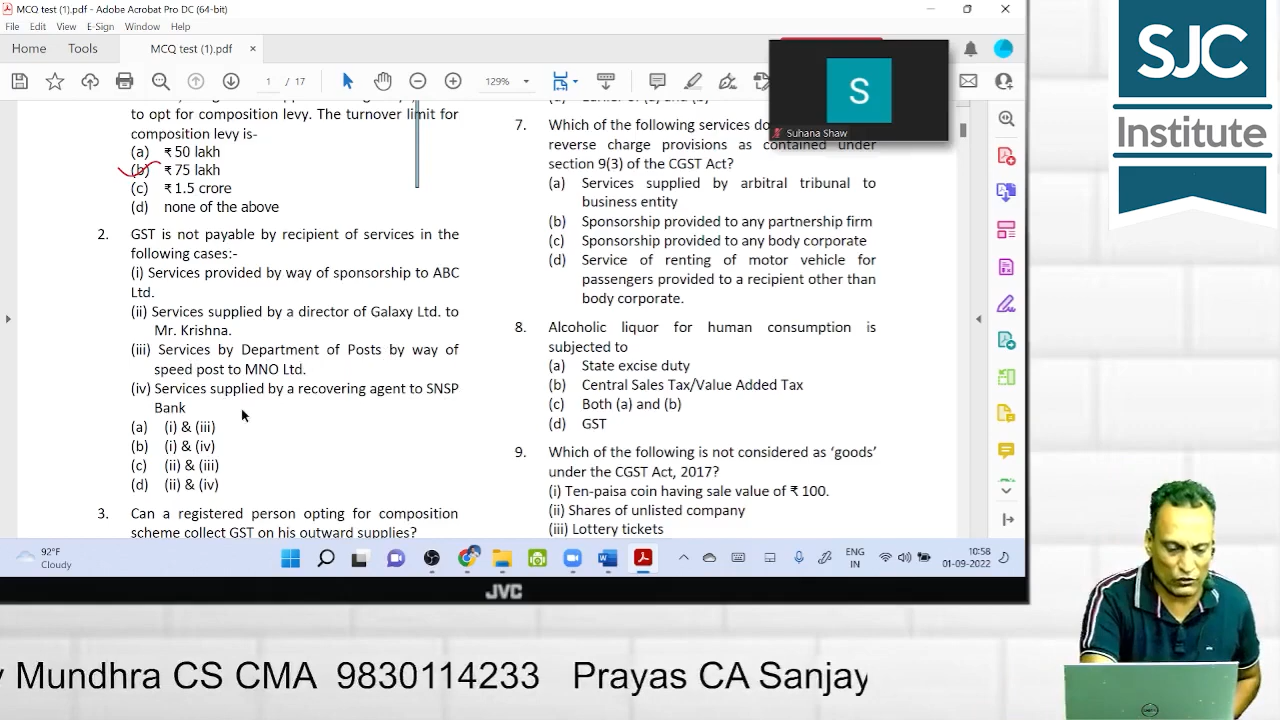 MCQ test (1).pdf - Adobe Acrobat Pro DC (64-bit)
File Edit View E-Sign Window Help
Home Tools MCQ test (1).pdf ×
1 / 17 129%
S
Suhana Shaw
to opt for composition levy. The turnover limit for
composition levy is-
(a) ₹ 50 lakh
(b) ₹ 75 lakh
(c) ₹ 1.5 crore
(d) none of the above
2. GST is not payable by recipient of services in the
following cases:-
(i) Services provided by way of sponsorship to ABC
Ltd.
(ii) Services supplied by a director of Galaxy Ltd. to
Mr. Krishna.
(iii) Services by Department of Posts by way of
speed post to MNO Ltd.
(iv) Services supplied by a recovering agent to SNSP
Bank
(a) (i) & (iii)
(b) (i) & (iv)
(c) (ii) & (iii)
(d) (ii) & (iv)
3. Can a registered person opting for composition
scheme collect GST on his outward supplies?
7. Which of the following services
reverse charge provisions as contained under
section 9(3) of the CGST Act?
(a) Services supplied by arbitral tribunal to
business entity
(b) Sponsorship provided to any partnership firm
(c) Sponsorship provided to any body corporate
(d) Service of renting of motor vehicle for
passengers provided to a recipient other than
body corporate.
8. Alcoholic liquor for human consumption is
subjected to
(a) State excise duty
(b) Central Sales Tax/Value Added Tax
(c) Both (a) and (b)
(d) GST
9. Which of the following is not considered as ‘goods’
under the CGST Act, 2017?
(i) Ten-paisa coin having sale value of ₹ 100.
(ii) Shares of unlisted company
(iii) Lottery tickets
92°F
Cloudy
ENG
IN
10:58
01-09-2022
JVC
SJC
Institute
DELL
Mundhra CS CMA 9830114233 Prayas CA Sanjay